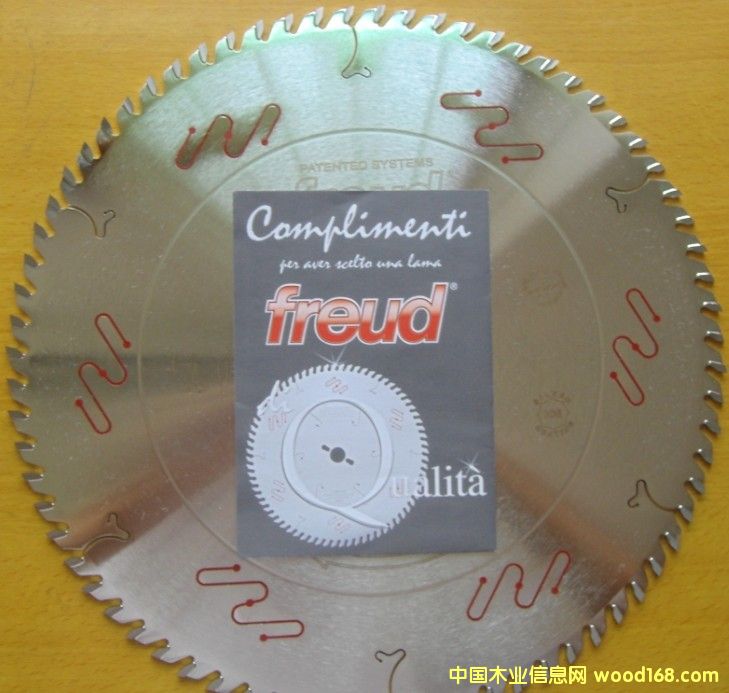 PATENTED SYSTEMS
freud
Complimenti
per aver scelto una lama
freud®
Qualità
中国木业信息网 wood168.com